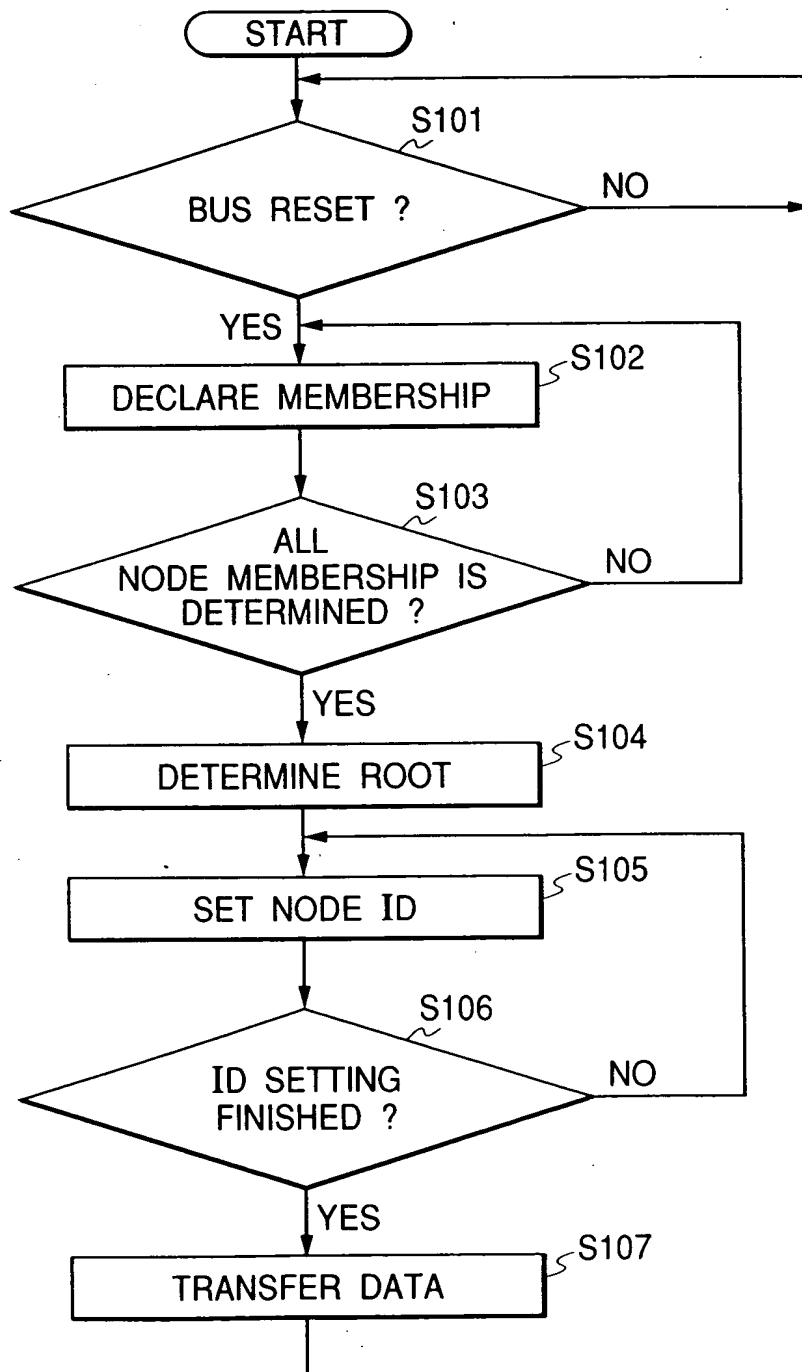 START
S101
BUS RESET ?
NO
YES
S102
DECLARE MEMBERSHIP
S103
ALL
NODE MEMBERSHIP IS
DETERMINED ?
NO
YES
S104
DETERMINE ROOT
S105
SET NODE ID
S106
ID SETTING
FINISHED ?
NO
YES
S107
TRANSFER DATA